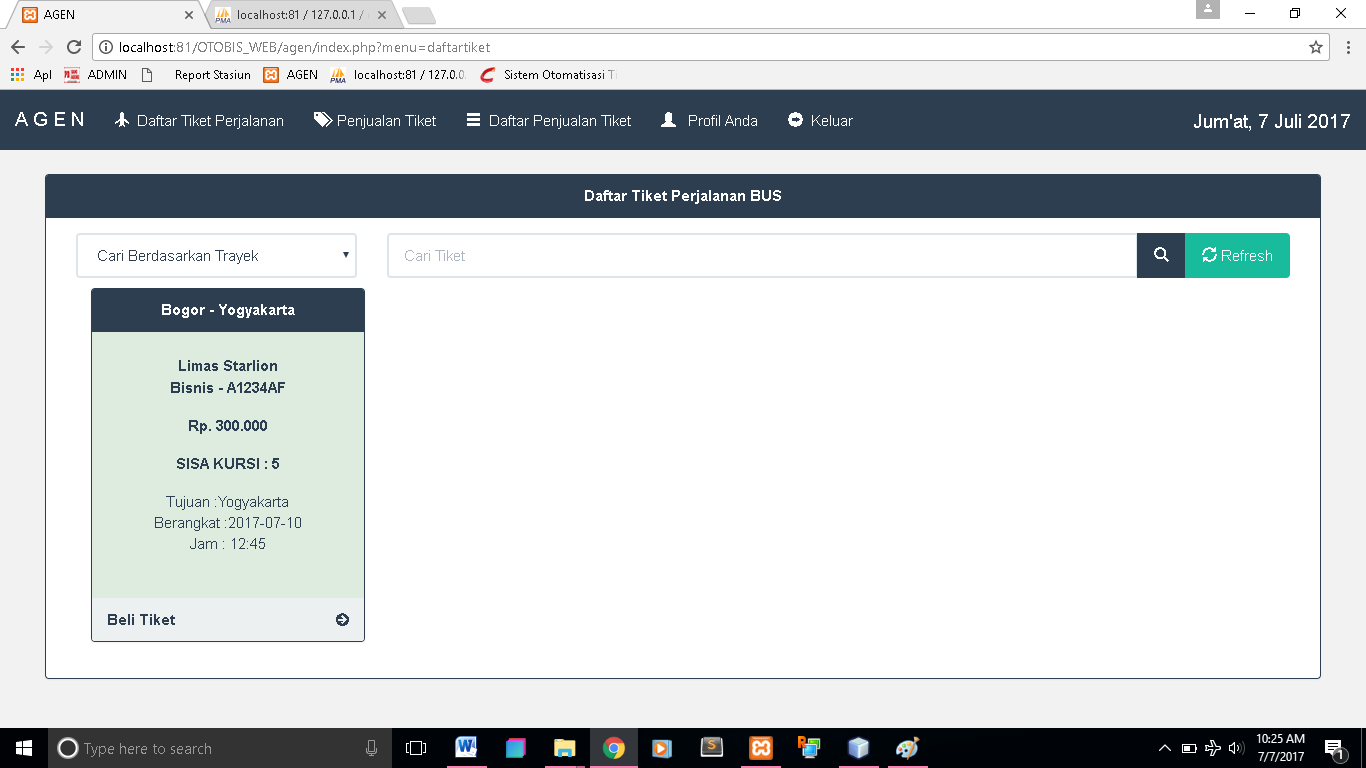 AGEN
localhost:81 / 127.0.0.1 /
localhost:81/OTOBIS_WEB/agen/index.php?menu=daftartiket
Apl ADMIN Report Stasiun AGEN localhost:81 / 127.0.0. Sistem Otomatisasi Ti
AGEN Daftar Tiket Perjalanan Penjualan Tiket Daftar Penjualan Tiket Profil Anda Keluar Jum'at, 7 Juli 2017
Daftar Tiket Perjalanan BUS
Cari Berdasarkan Trayek Cari Tiket Refresh
Bogor - Yogyakarta
Limas Starlion
Bisnis - A1234AF
Rp. 300.000
SISA KURSI : 5
Tujuan :Yogyakarta
Berangkat :2017-07-10
Jam : 12:45
Beli Tiket
Type here to search
10:25 AM
7/7/2017
1